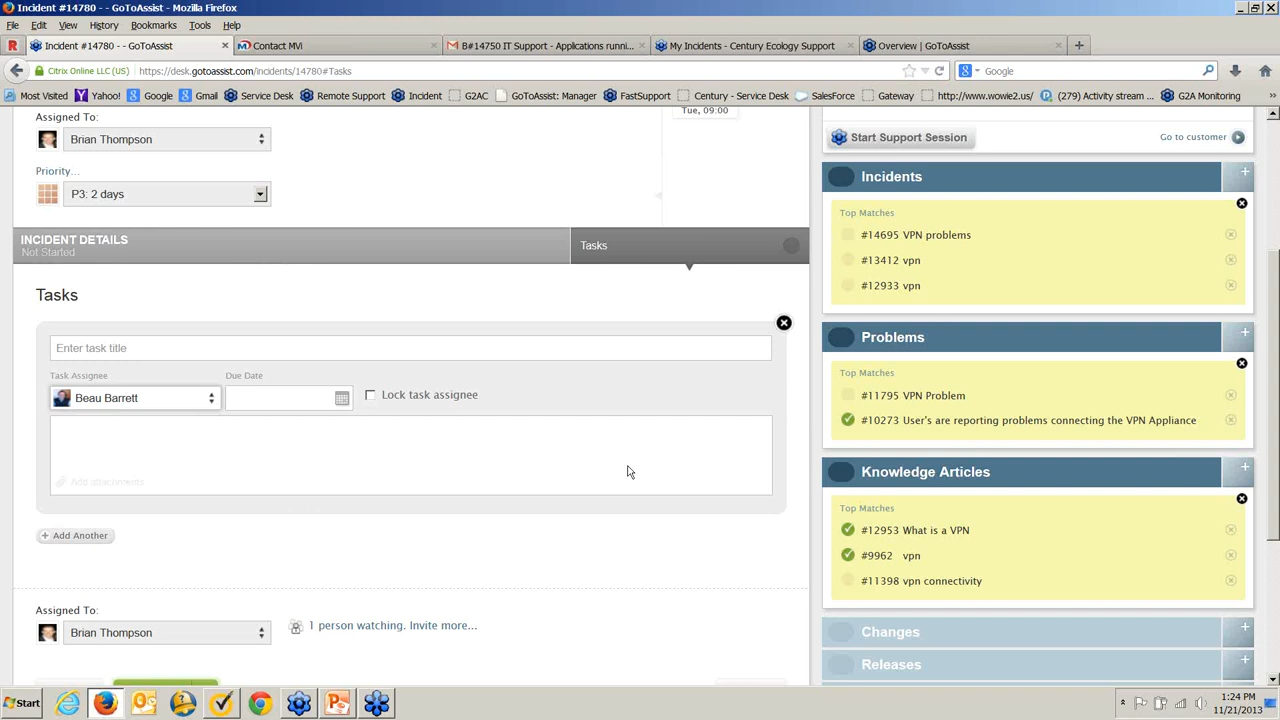 Incident #14780 - - GoToAssist - Mozilla Firefox
File Edit View History Bookmarks Tools Help
Incident #14780 - - GoToAssist
Contact MVi
B#14750 IT Support - Applications runni...
My Incidents - Century Ecology Support
Overview | GoToAssist
Citrix Online LLC (US)
https://desk.gotoassist.com/incidents/14780#Tasks
Google
Most Visited Yahoo! Google Gmail Service Desk Remote Support Incident G2AC GoToAssist: Manager FastSupport Century - Service Desk SalesForce Gateway http://www.wowie2.us/ (279) Activity stream ... G2A Monitoring
Assigned To:
Brian Thompson
Tue, 09:00
Priority...
P3: 2 days
INCIDENT DETAILS
Not Started
Tasks
Tasks
Enter task title
Task Assignee
Due Date
Beau Barrett
Lock task assignee
Add attachments
+ Add Another
Assigned To:
Brian Thompson
1 person watching. Invite more...
Start Support Session
Go to customer
Incidents
Top Matches
#14695 VPN problems
#13412 vpn
#12933 vpn
Problems
Top Matches
#11795 VPN Problem
#10273 User's are reporting problems connecting the VPN Appliance
Knowledge Articles
Top Matches
#12953 What is a VPN
#9962 vpn
#11398 vpn connectivity
Changes
Releases
Start
1:24 PM
11/21/2013